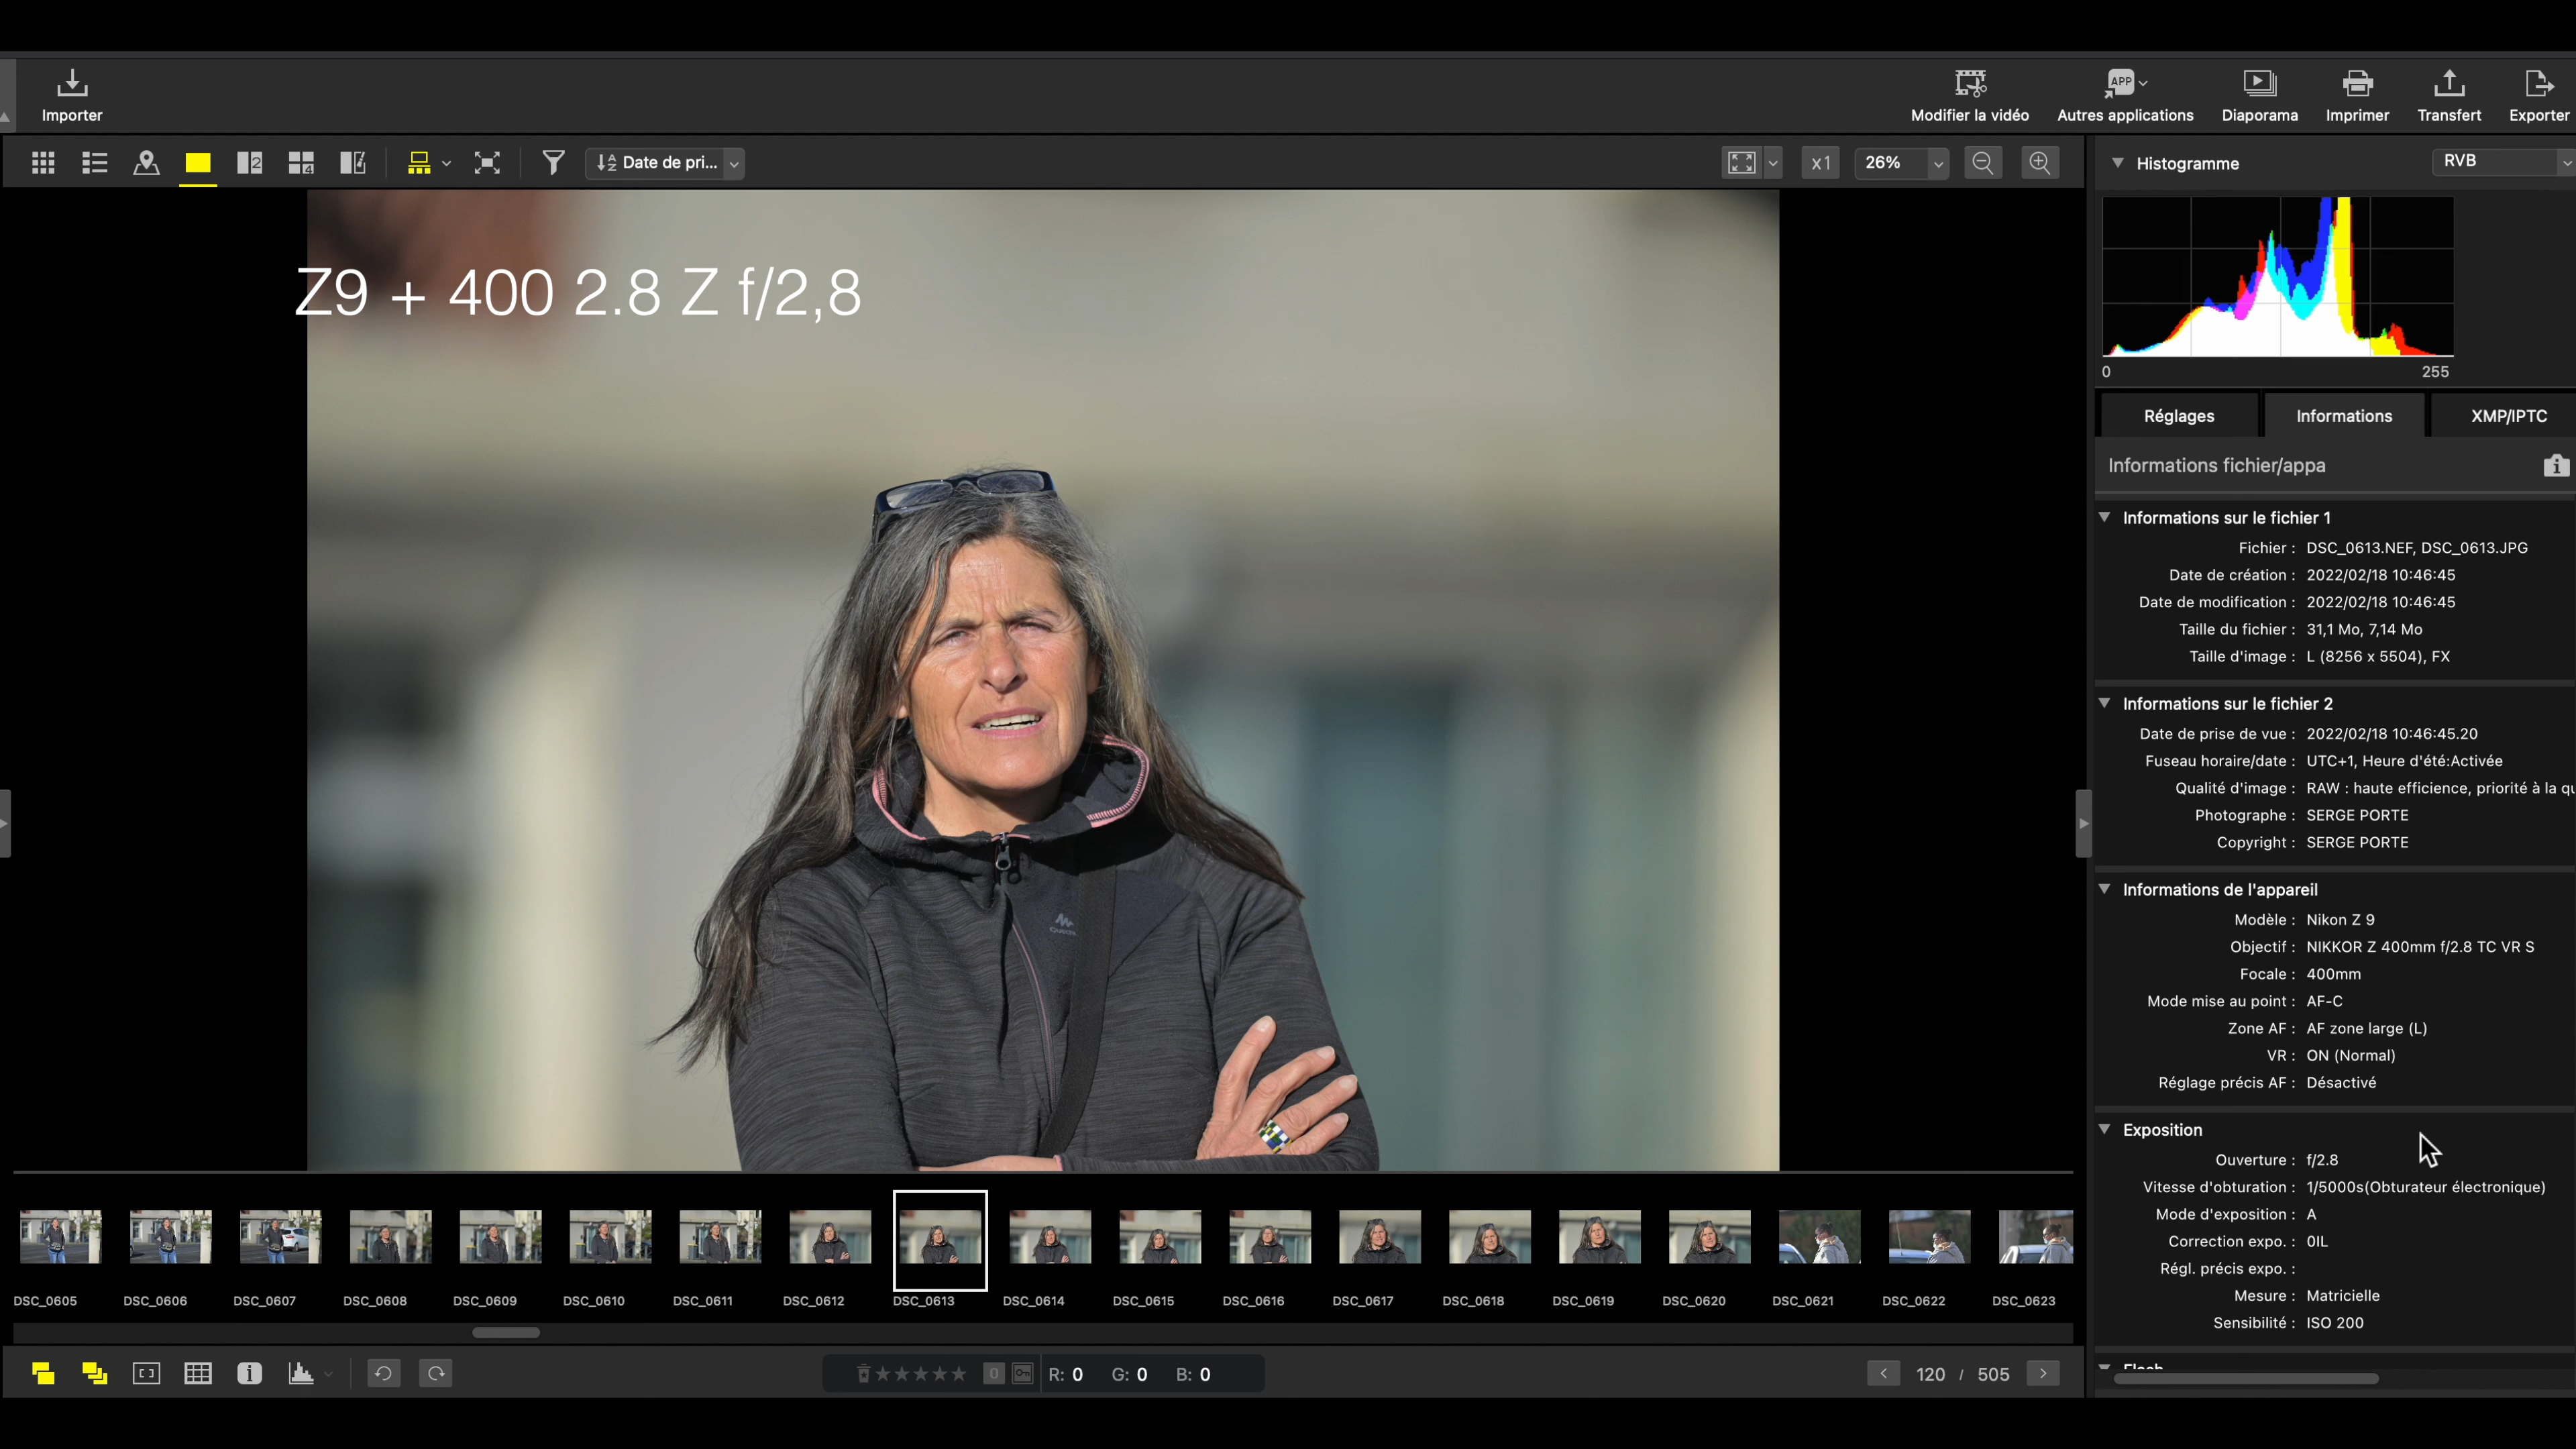 Importer
Modifier la vidéo
Autres applications
Diaporama
Imprimer
Transfert
Exporter
APP
2
4
Date de pri...
x1
26%
Histogramme
RVB
Z9 + 400 2.8 Z f/2,8
0
255
Réglages
Informations
XMP/IPTC
Informations fichier/appa
Informations sur le fichier 1
Fichier : DSC_0613.NEF, DSC_0613.JPG
Date de création : 2022/02/18 10:46:45
Date de modification : 2022/02/18 10:46:45
Taille du fichier : 31,1 Mo, 7,14 Mo
Taille d'image : L (8256 x 5504), FX
Informations sur le fichier 2
Date de prise de vue : 2022/02/18 10:46:45.20
Fuseau horaire/date : UTC+1, Heure d'été:Activée
Qualité d'image : RAW : haute efficience, priorité à la qu
Photographe : SERGE PORTE
Copyright : SERGE PORTE
Informations de l'appareil
Modèle : Nikon Z 9
Objectif : NIKKOR Z 400mm f/2.8 TC VR S
Focale : 400mm
Mode mise au point : AF-C
Zone AF : AF zone large (L)
VR : ON (Normal)
Réglage précis AF : Désactivé
Exposition
Ouverture : f/2.8
Vitesse d'obturation : 1/5000s(Obturateur électronique)
Mode d'exposition : A
Correction expo. : 0IL
Régl. précis expo. :
Mesure : Matricielle
Sensibilité : ISO 200
Flash
DSC_0605 DSC_0606 DSC_0607 DSC_0608 DSC_0609 DSC_0610 DSC_0611 DSC_0612 DSC_0613 DSC_0614 DSC_0615 DSC_0616 DSC_0617 DSC_0618 DSC_0619 DSC_0620 DSC_0621 DSC_0622 DSC_0623
0
R: 0 G: 0 B: 0
120 / 505